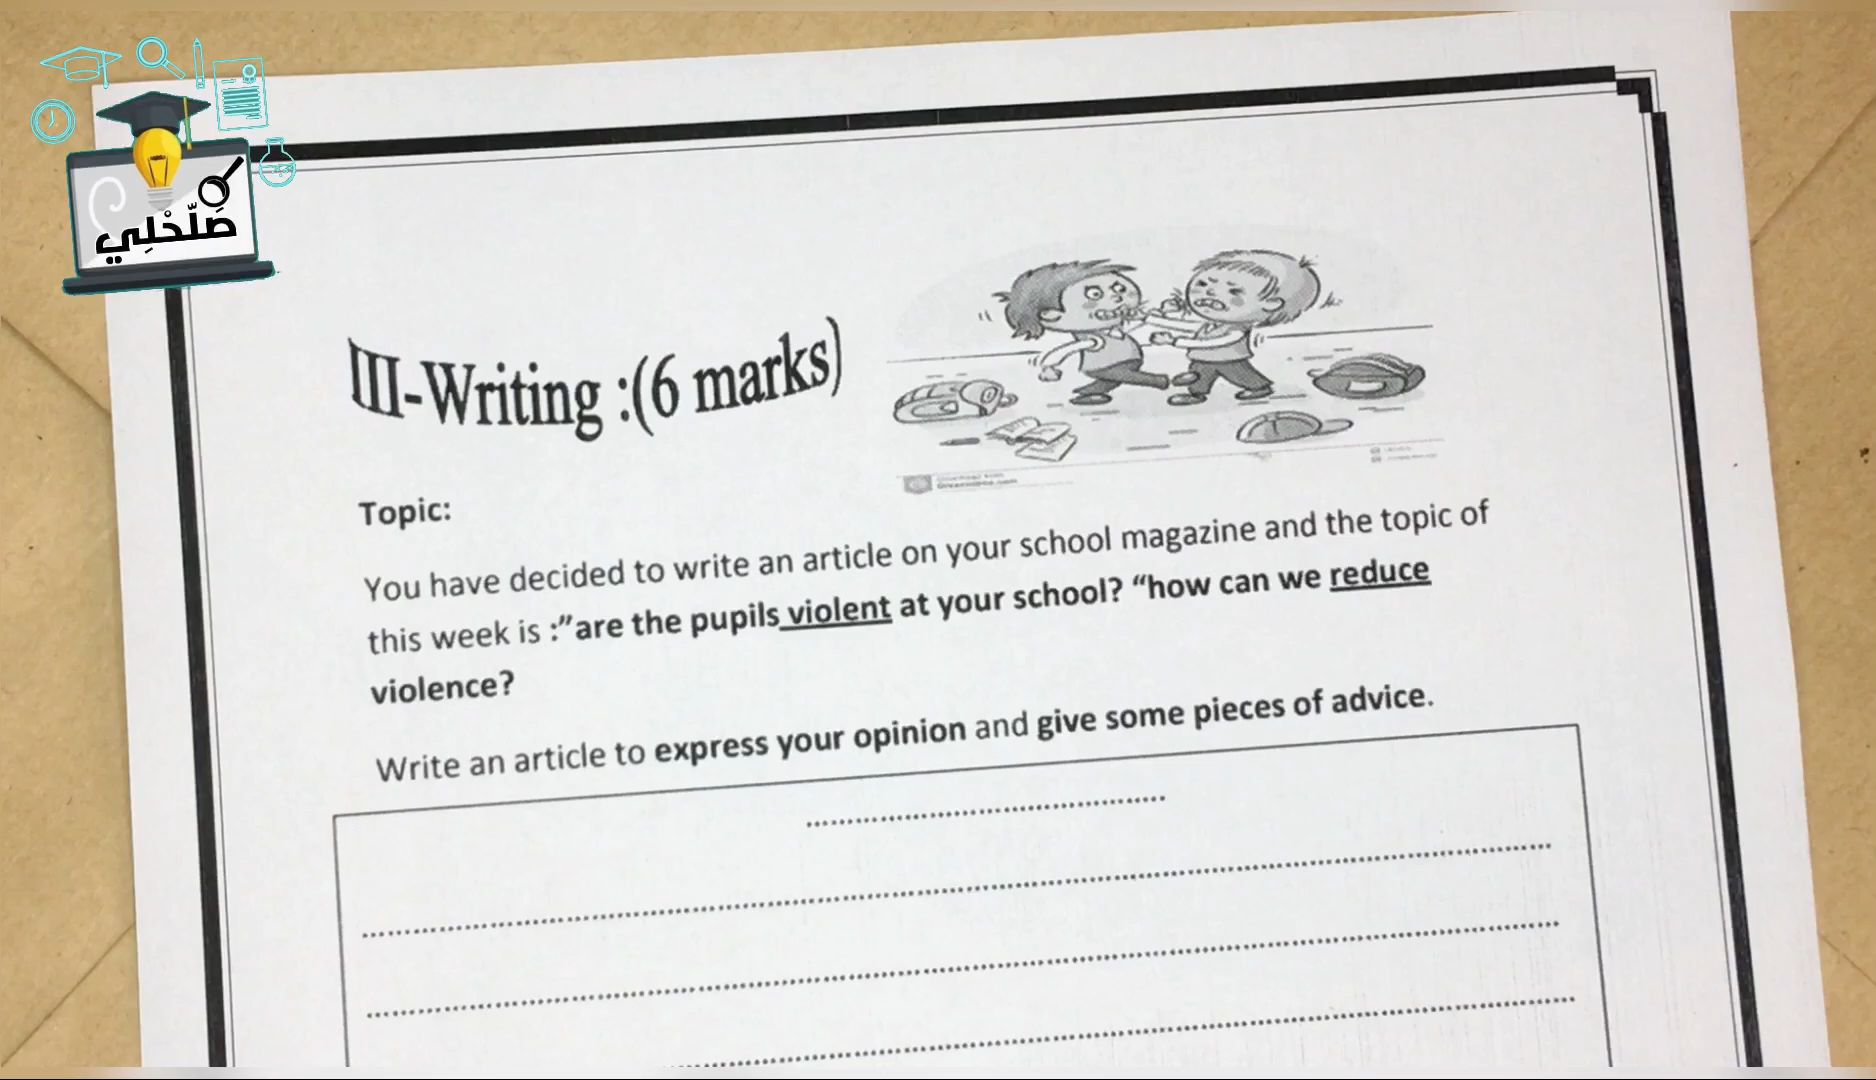 صَلّحْلِي
III-Writing :(6 marks)
Topic:
You have decided to write an article on your school magazine and the topic of
this week is :”are the pupils violent at your school? “how can we reduce
violence?
Write an article to express your opinion and give some pieces of advice.